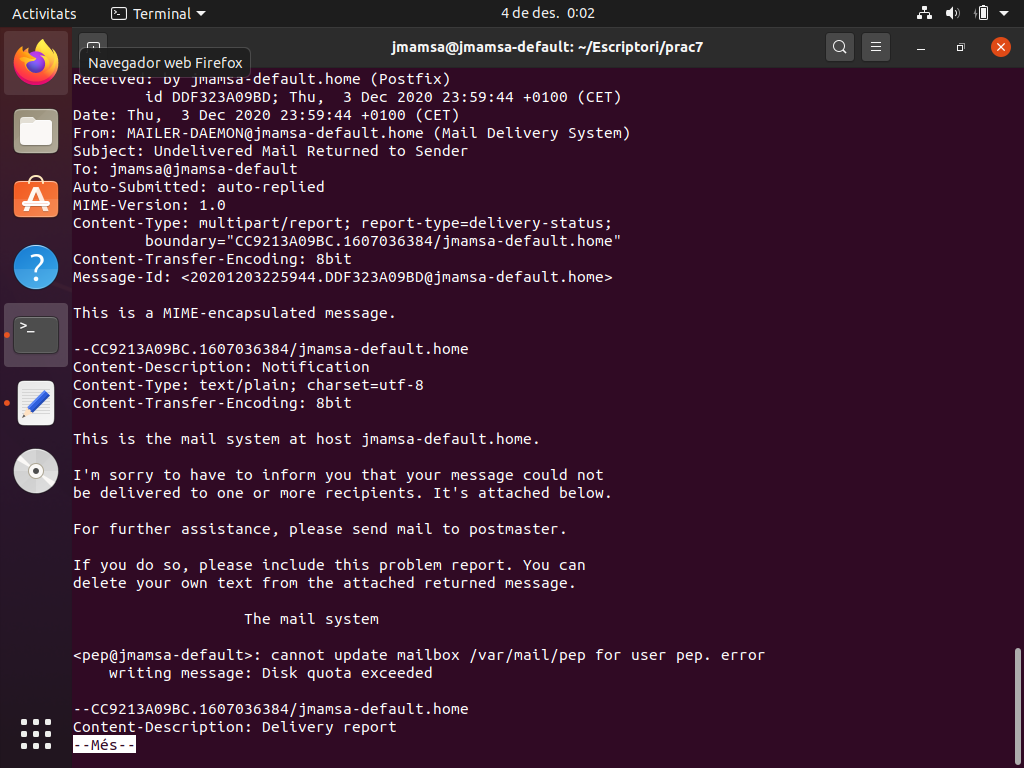 Activitats
Terminal
4 de des. 0:02
jmamsa@jmamsa-default: ~/Escriptori/prac7
Navegador web Firefox
Received: by jmamsa-default.home (Postfix)
id DDF323A09BD; Thu,  3 Dec 2020 23:59:44 +0100 (CET)
Date: Thu,  3 Dec 2020 23:59:44 +0100 (CET)
From: MAILER-DAEMON@jmamsa-default.home (Mail Delivery System)
Subject: Undelivered Mail Returned to Sender
To: jmamsa@jmamsa-default
Auto-Submitted: auto-replied
MIME-Version: 1.0
Content-Type: multipart/report; report-type=delivery-status;
boundary="CC9213A09BC.1607036384/jmamsa-default.home"
Content-Transfer-Encoding: 8bit
Message-Id: <20201203225944.DDF323A09BD@jmamsa-default.home>
This is a MIME-encapsulated message.
--CC9213A09BC.1607036384/jmamsa-default.home
Content-Description: Notification
Content-Type: text/plain; charset=utf-8
Content-Transfer-Encoding: 8bit
This is the mail system at host jmamsa-default.home.
I'm sorry to have to inform you that your message could not
be delivered to one or more recipients. It's attached below.
For further assistance, please send mail to postmaster.
If you do so, please include this problem report. You can
delete your own text from the attached returned message.
The mail system
<pep@jmamsa-default>: cannot update mailbox /var/mail/pep for user pep. error
writing message: Disk quota exceeded
--CC9213A09BC.1607036384/jmamsa-default.home
Content-Description: Delivery report
--Més--